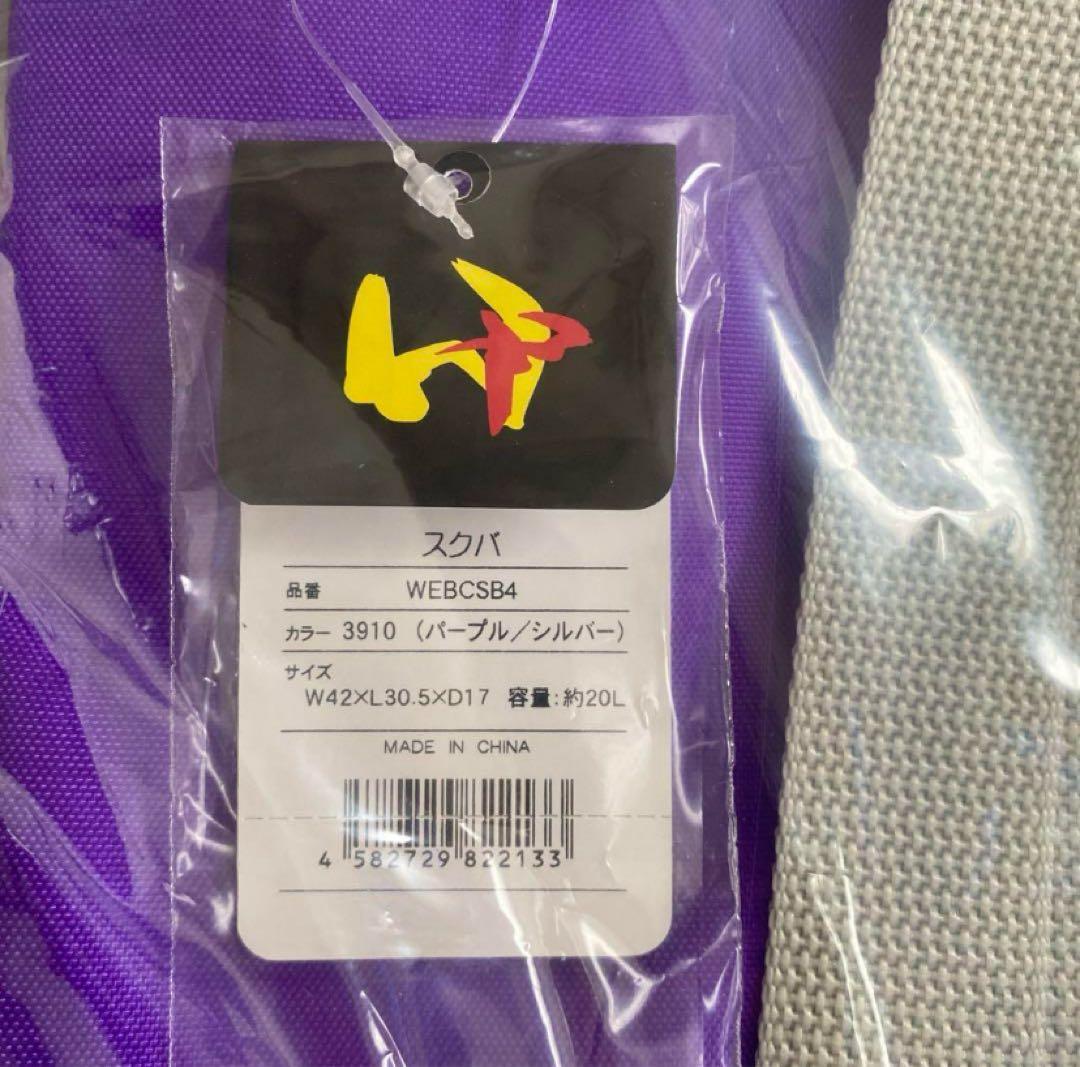 スクバ
品番 WEBCSB4
カラー 3910 (パープル/シルバー)
サイズ
W42×L30.5×D17 容量:約20L
MADE IN CHINA
4 582729 822133